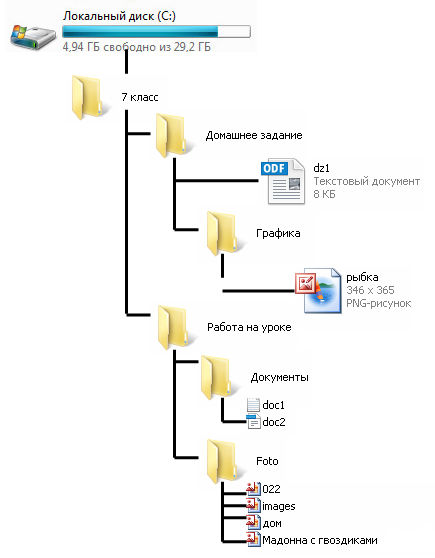 Локальный диск (C:)
4,94 ГБ свободно из 29,2 ГБ
7 класс
Домашнее задание
ODF
dz1
Текстовый документ
8 КБ
Графика
рыбка
346 x 365
PNG-рисунок
Работа на уроке
Документы
doc1
doc2
Foto
022
images
дом
Мадонна с гвоздиками